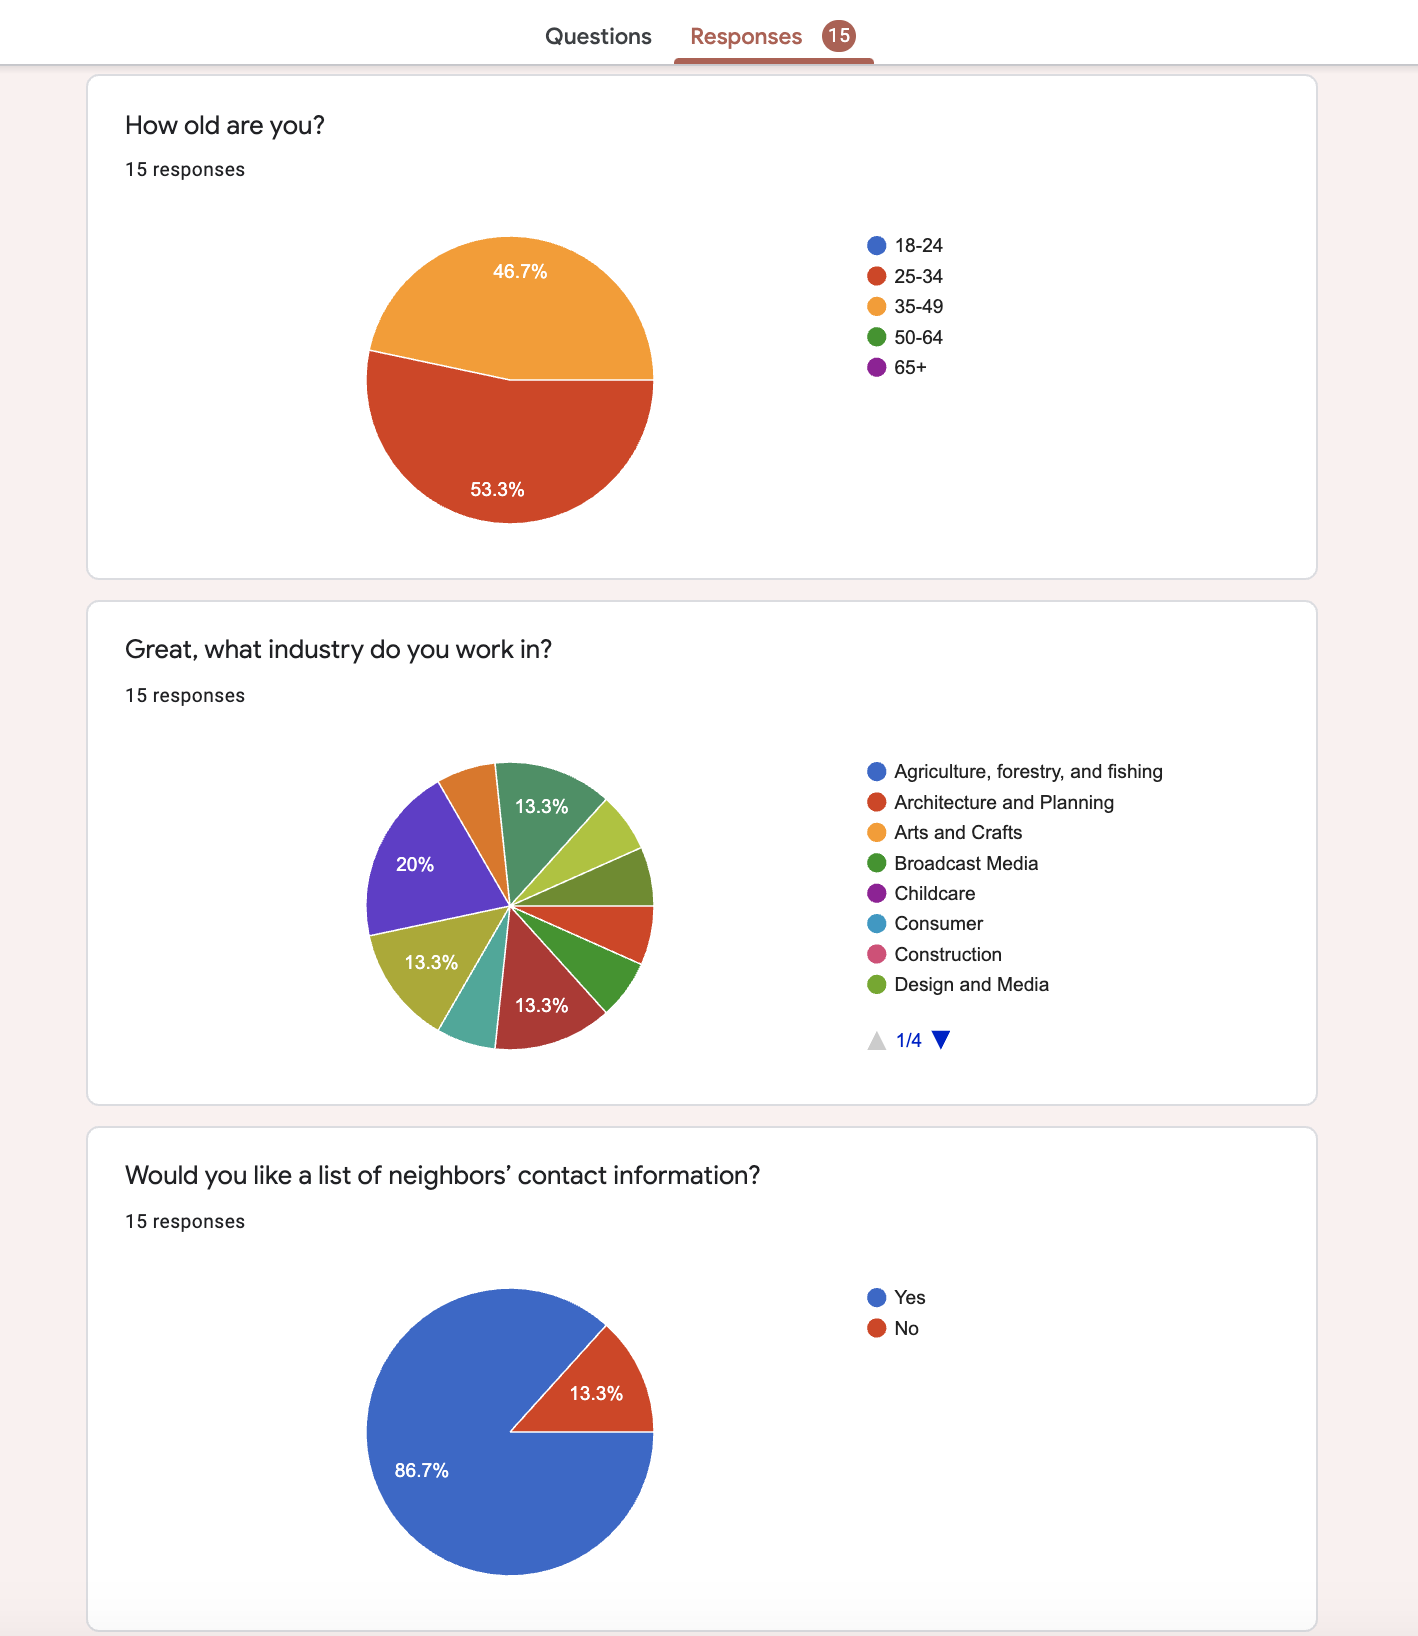 Questions
Responses 15
How old are you?
15 responses
46.7%
53.3%
18-24
25-34
35-49
50-64
65+
Great, what industry do you work in?
15 responses
13.3%
20%
13.3%
13.3%
Agriculture, forestry, and fishing
Architecture and Planning
Arts and Crafts
Broadcast Media
Childcare
Consumer
Construction
Design and Media
1/4
Would you like a list of neighbors’ contact information?
15 responses
13.3%
86.7%
Yes
No